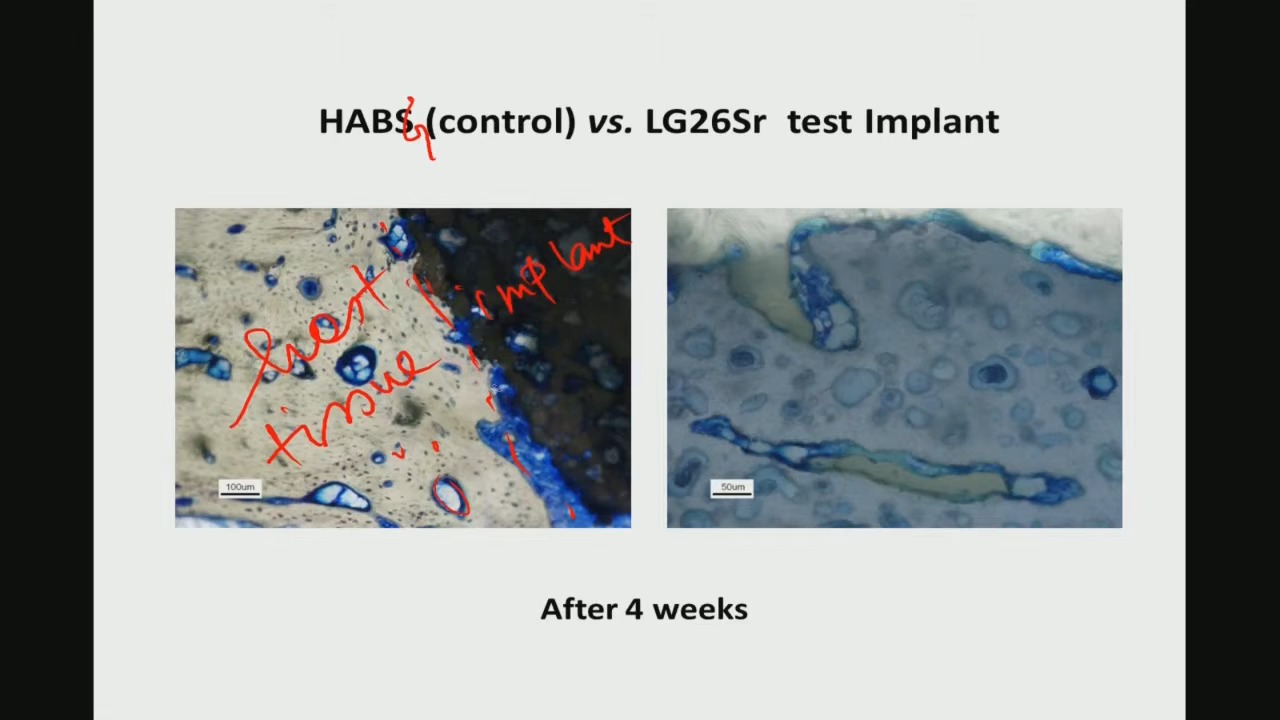 HABS (control) vs. LG26Sr test Implant
host implant
tissue
100um
50um
After 4 weeks